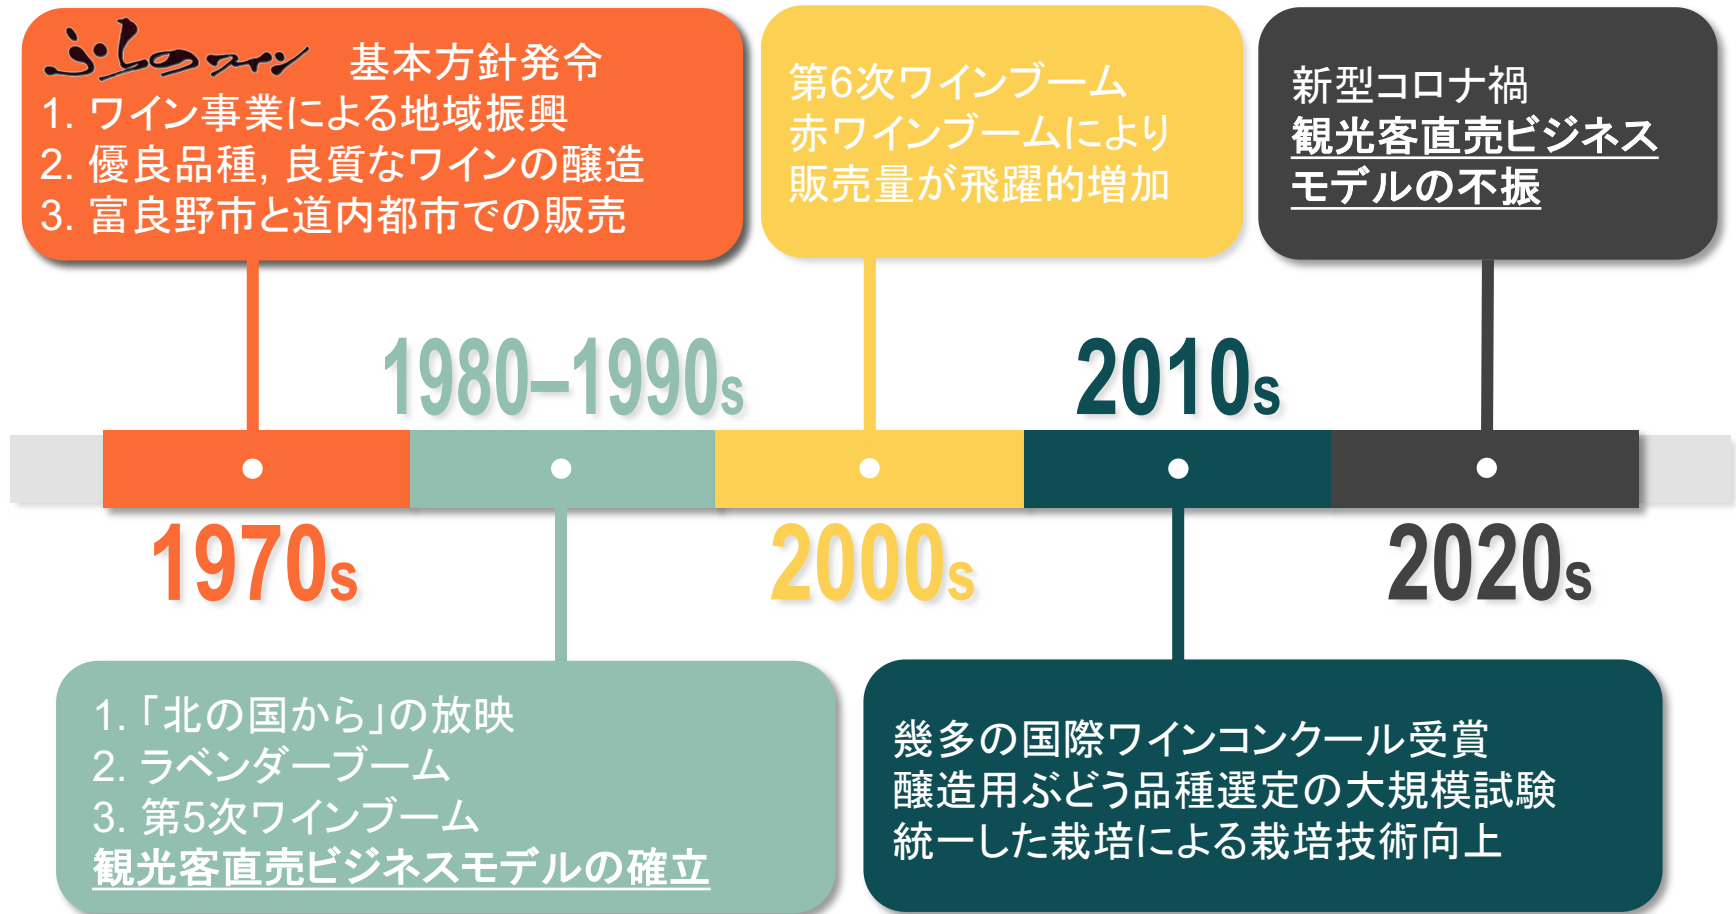 ふらのワイン 基本方針発令
1. ワイン事業による地域振興
2. 優良品種, 良質なワインの醸造
3. 富良野市と道内都市での販売
第6次ワインブーム
赤ワインブームにより
販売量が飛躍的増加
新型コロナ禍
観光客直売ビジネス
モデルの不振
1980–1990s
2010s
1970s
2000s
2020s
1. 「北の国から」の放映
2. ラベンダーブーム
3. 第5次ワインブーム
観光客直売ビジネスモデルの確立
幾多の国際ワインコンクール受賞
醸造用ぶどう品種選定の大規模試験
統一した栽培による栽培技術向上